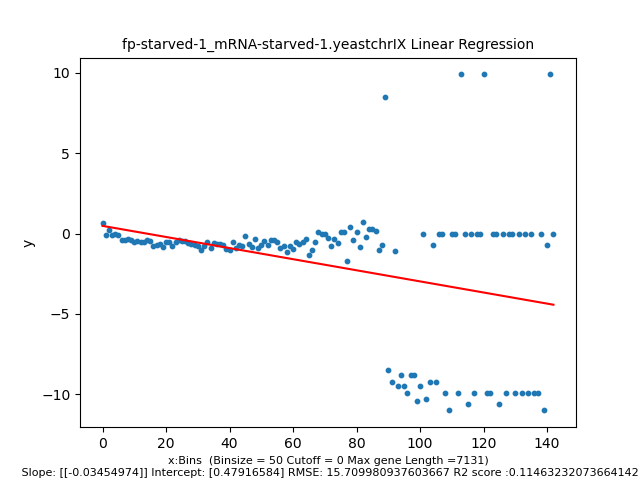 fp-starved-1_mRNA-starved-1.yeastchrIX Linear Regression
10
5
0
−5
−10
y
0 20 40 60 80 100 120 140
x:Bins (Binsize = 50 Cutoff = 0 Max gene Length =7131)
Slope: [[-0.03454974]] Intercept: [0.47916584] RMSE: 15.709980937603667 R2 score :0.11463232073664142